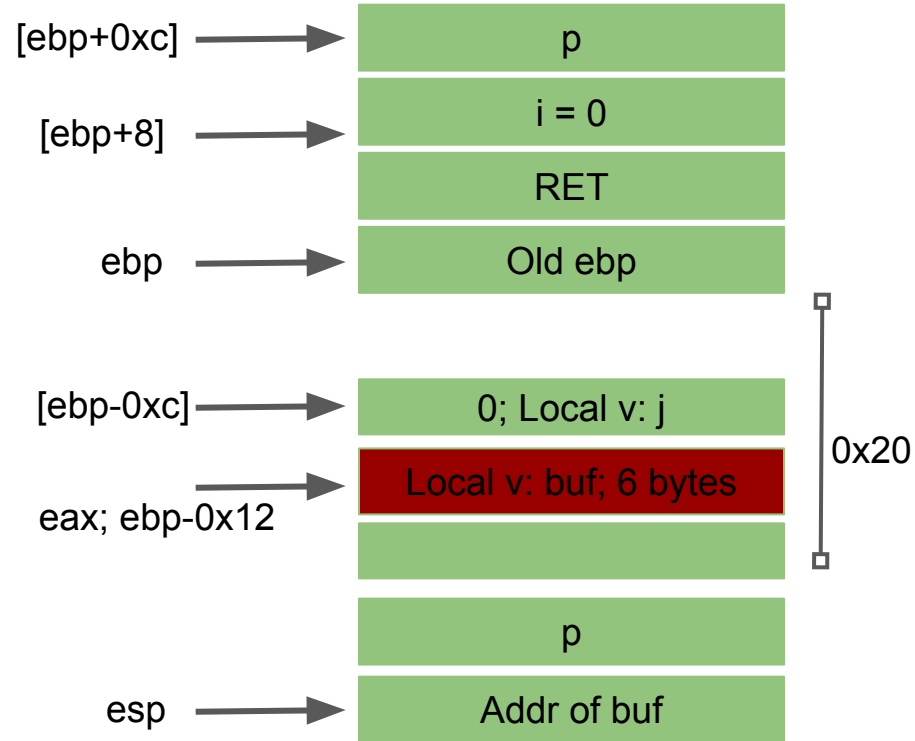 [ebp+0xc]
p
[ebp+8]
i = 0
RET
ebp
Old ebp
[ebp-0xc]
0; Local v: j
0x20
Local v: buf; 6 bytes
eax; ebp-0x12
p
esp
Addr of buf